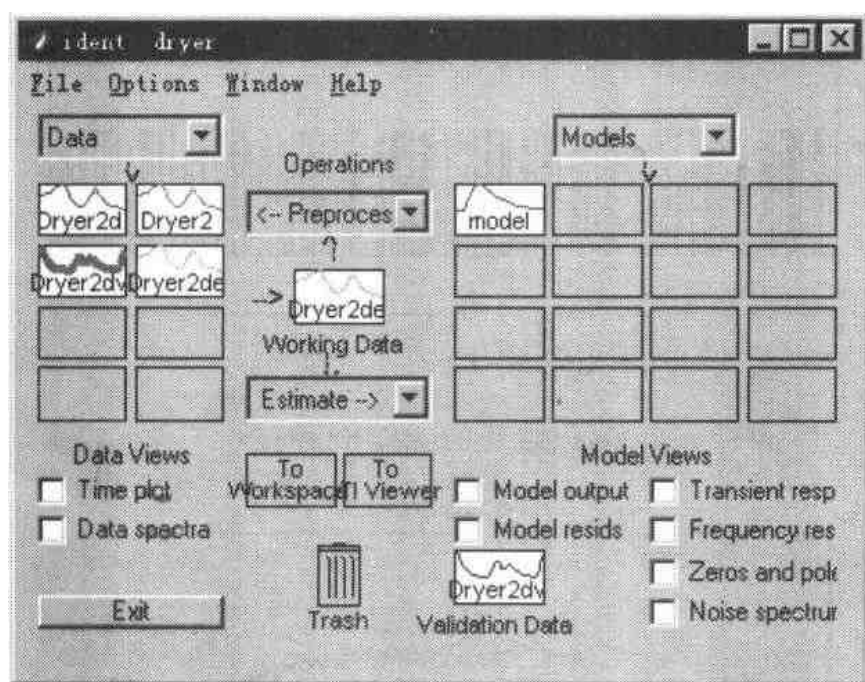 ident dryer
File Options Window Help
Data
Operations
Models
Dryer2d
Dryer2
<-- Preproces
model
Dryer2dv
Dryer2de
-->
Dryer2de
Working Data
Estimate -->
Data Views
Time plot
Data spectra
To
Workspace
To
Viewer
Model Views
Model output
Transient resp
Model resids
Frequency res
Zeros and pole
Noise spectrur
Dryer2dv
Exit
Trash
Validation Data